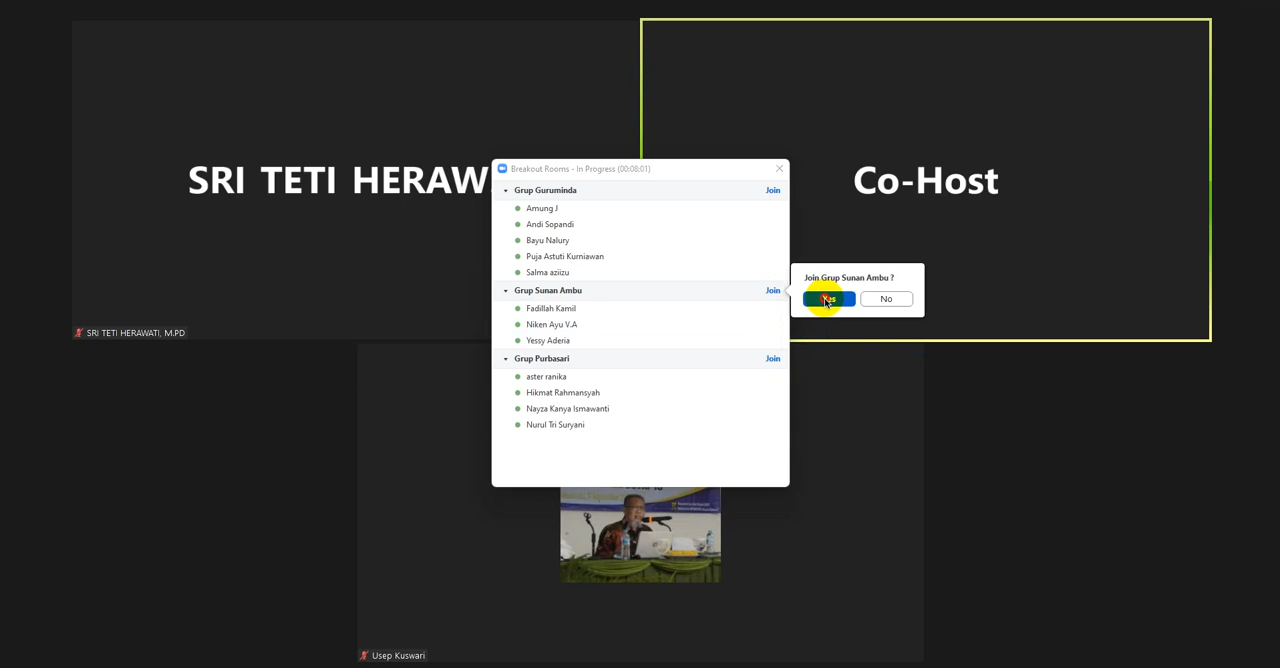 SRI TETI HERAW
Co-Host
Breakout Rooms - In Progress (00:08:01)
Grup Guruminda Join
Amung J
Andi Sopandi
Bayu Nalury
Puja Astuti Kurniawan
Salma aziizu
Grup Sunan Ambu Join
Fadillah Kamil
Niken Ayu V.A
Yessy Aderia
Grup Purbasari Join
aster ranika
Hikmat Rahmansyah
Nayza Kanya Ismawanti
Nurul Tri Suryani
Join Grup Sunan Ambu ?
Yes No
SRI TETI HERAWATI, M.PD
Usep Kuswari